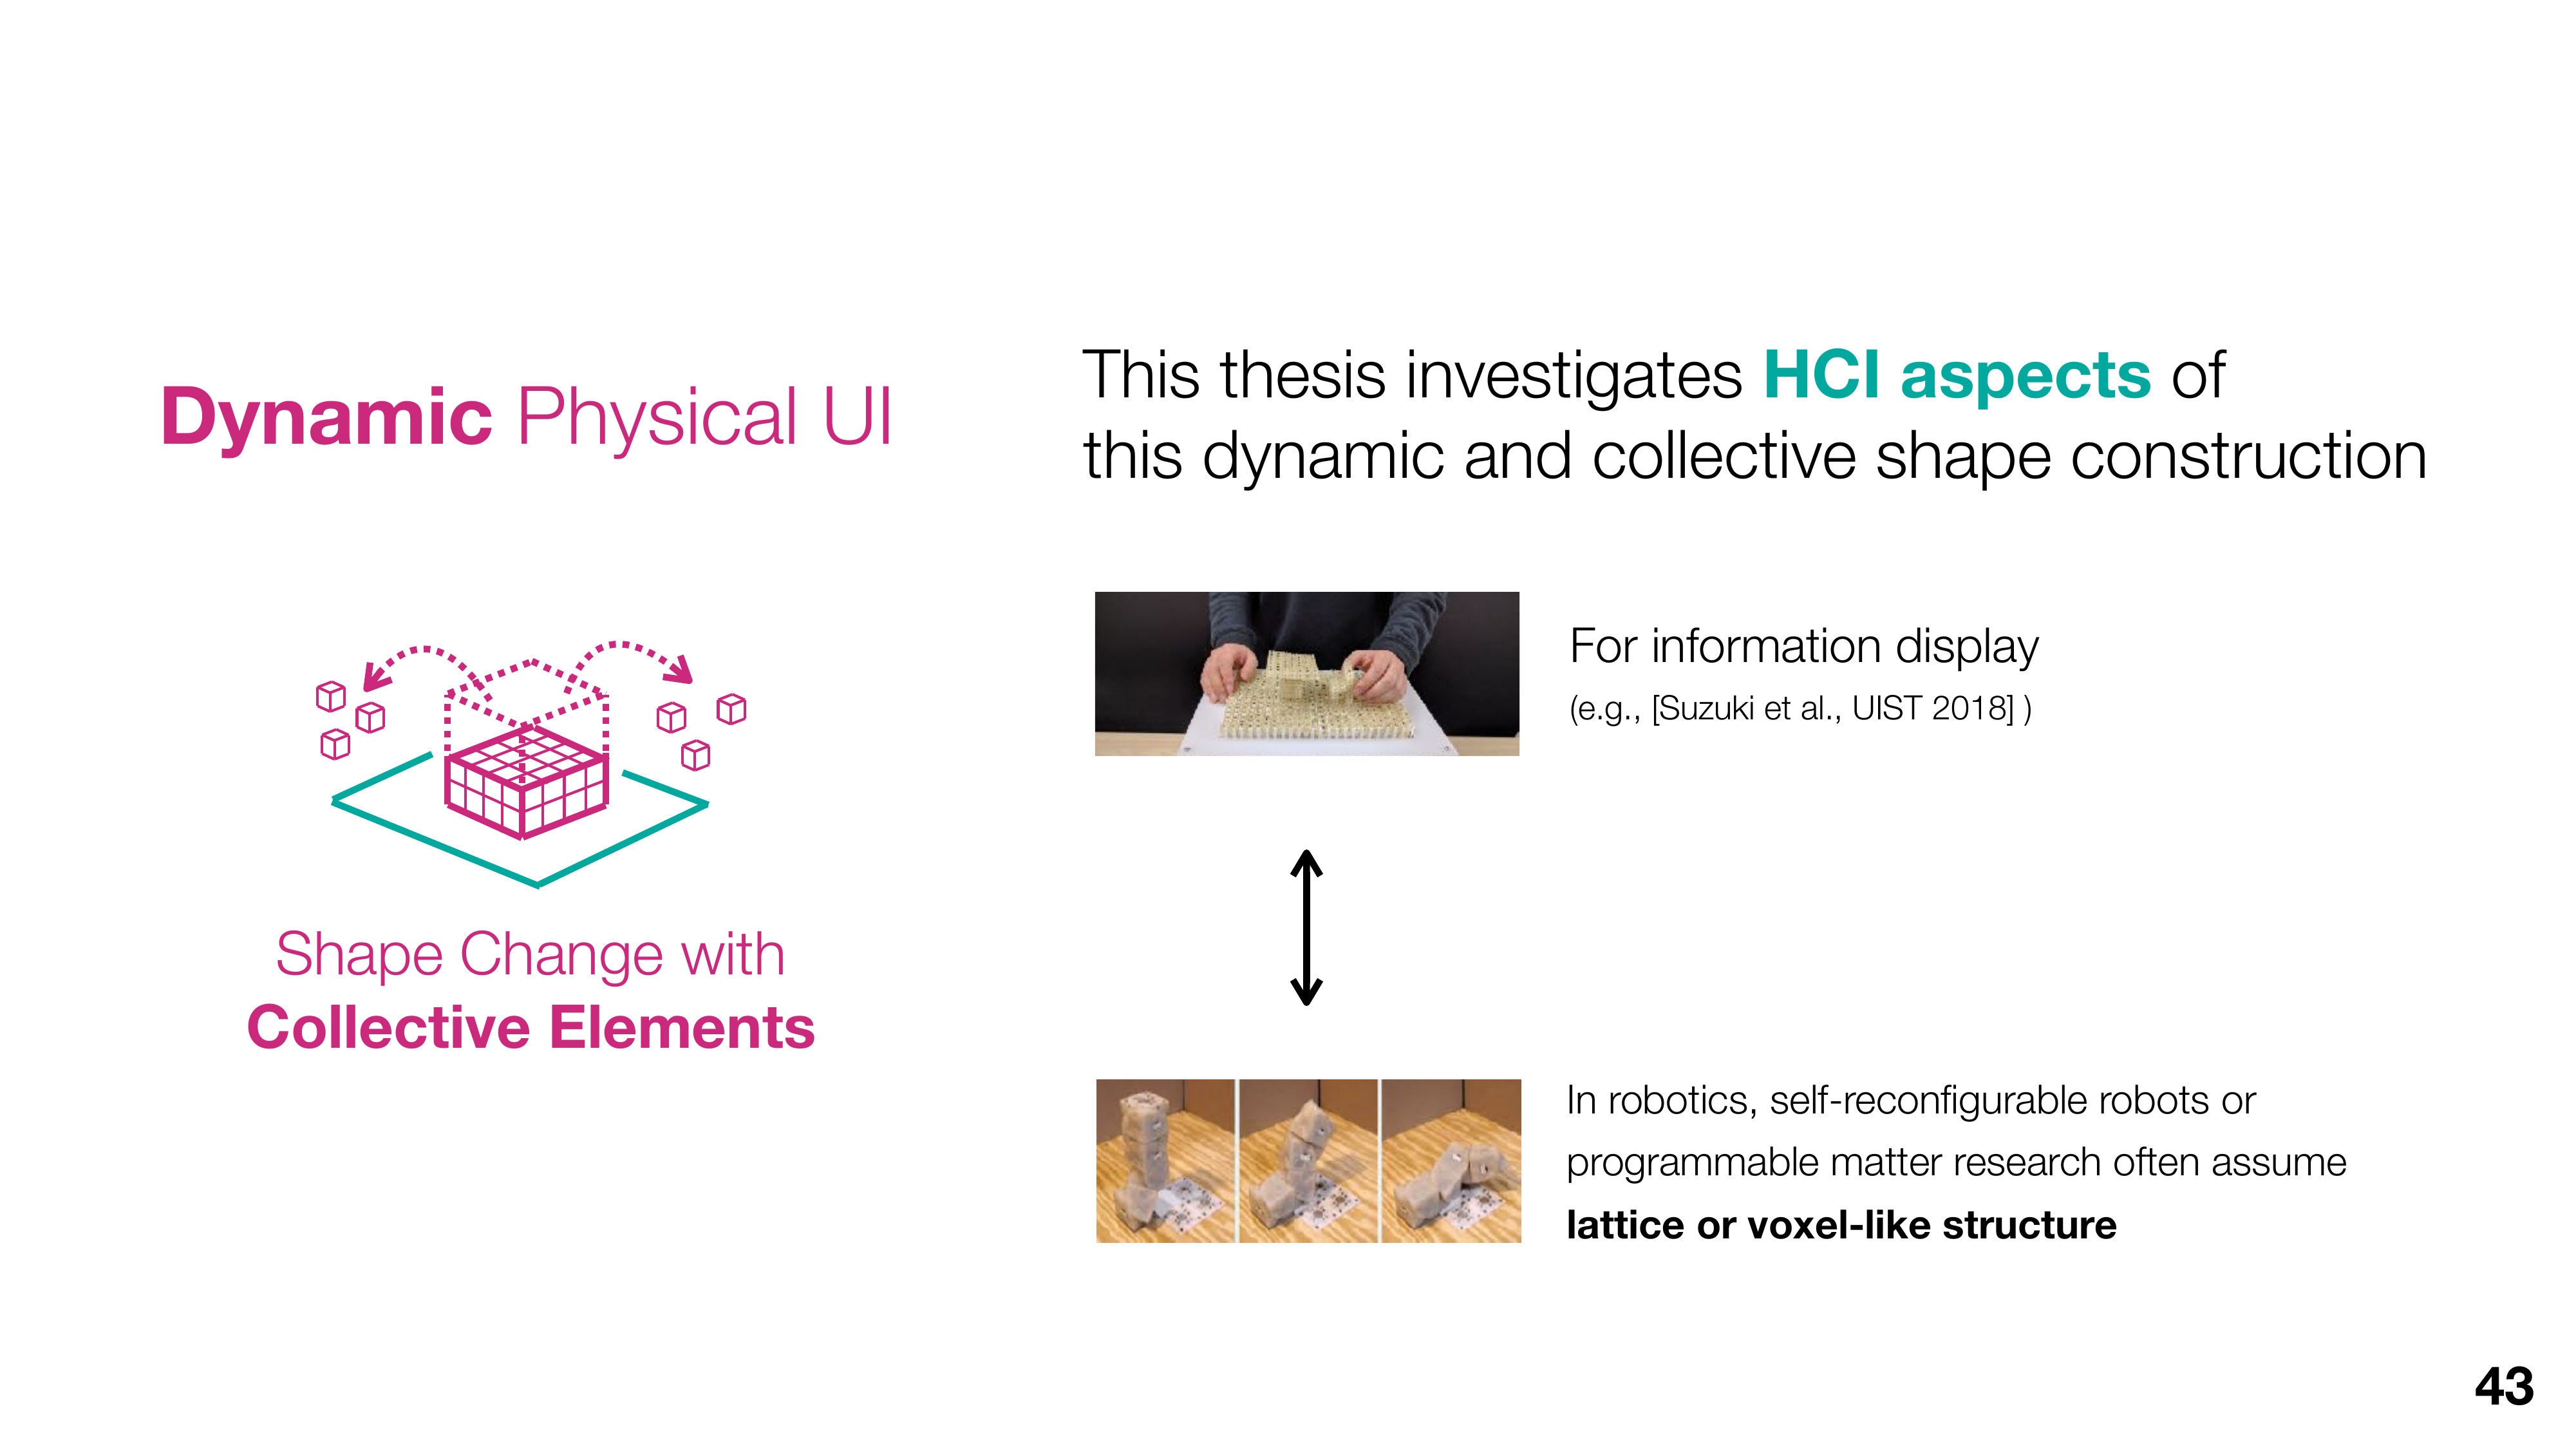 Dynamic Physical UI
Shape Change with
Collective Elements
This thesis investigates HCI aspects of
this dynamic and collective shape construction
For information display
(e.g., [Suzuki et al., UIST 2018] )
In robotics, self-reconfigurable robots or
programmable matter research often assume
lattice or voxel-like structure
43